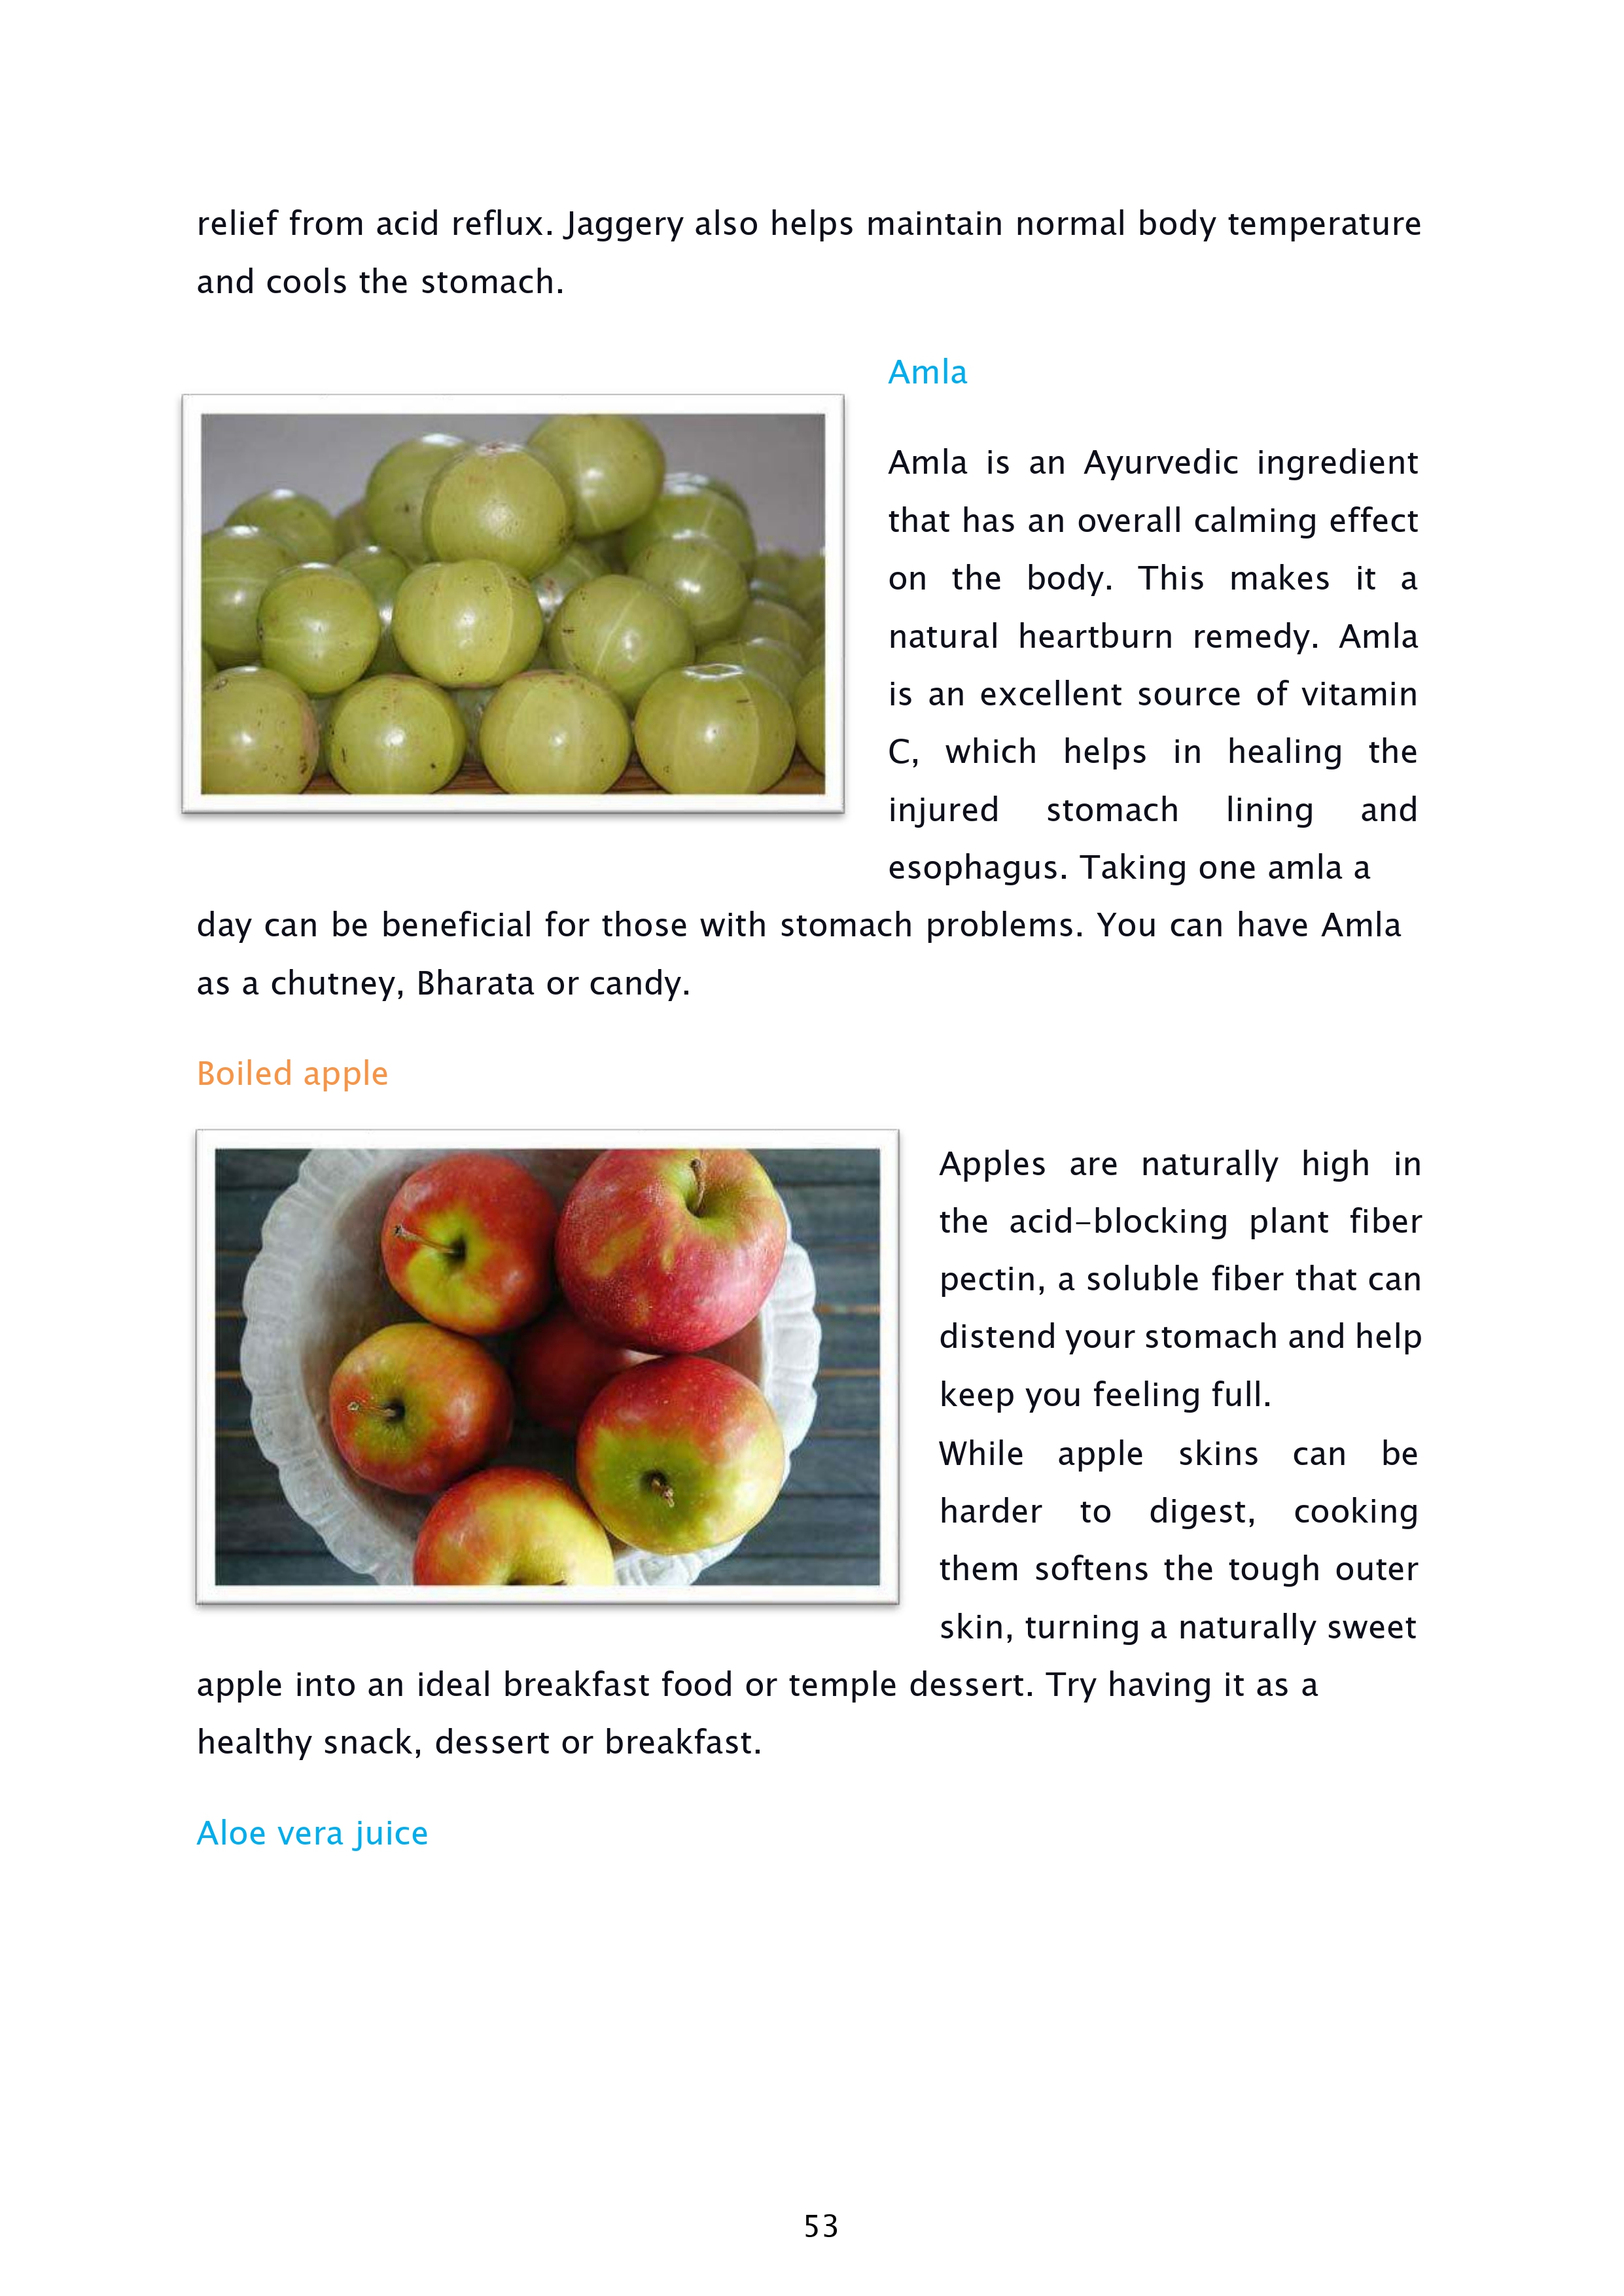 relief from acid reflux. Jaggery also helps maintain normal body temperature
and cools the stomach.
Amla
Amla is an Ayurvedic ingredient
that has an overall calming effect
on the body. This makes it a
natural heartburn remedy. Amla
is an excellent source of vitamin
C, which helps in healing the
injured stomach lining and
esophagus. Taking one amla a
day can be beneficial for those with stomach problems. You can have Amla
as a chutney, Bharata or candy.
Boiled apple
Apples are naturally high in
the acid-blocking plant fiber
pectin, a soluble fiber that can
distend your stomach and help
keep you feeling full.
While apple skins can be
harder to digest, cooking
them softens the tough outer
skin, turning a naturally sweet
apple into an ideal breakfast food or temple dessert. Try having it as a
healthy snack, dessert or breakfast.
Aloe vera juice
53